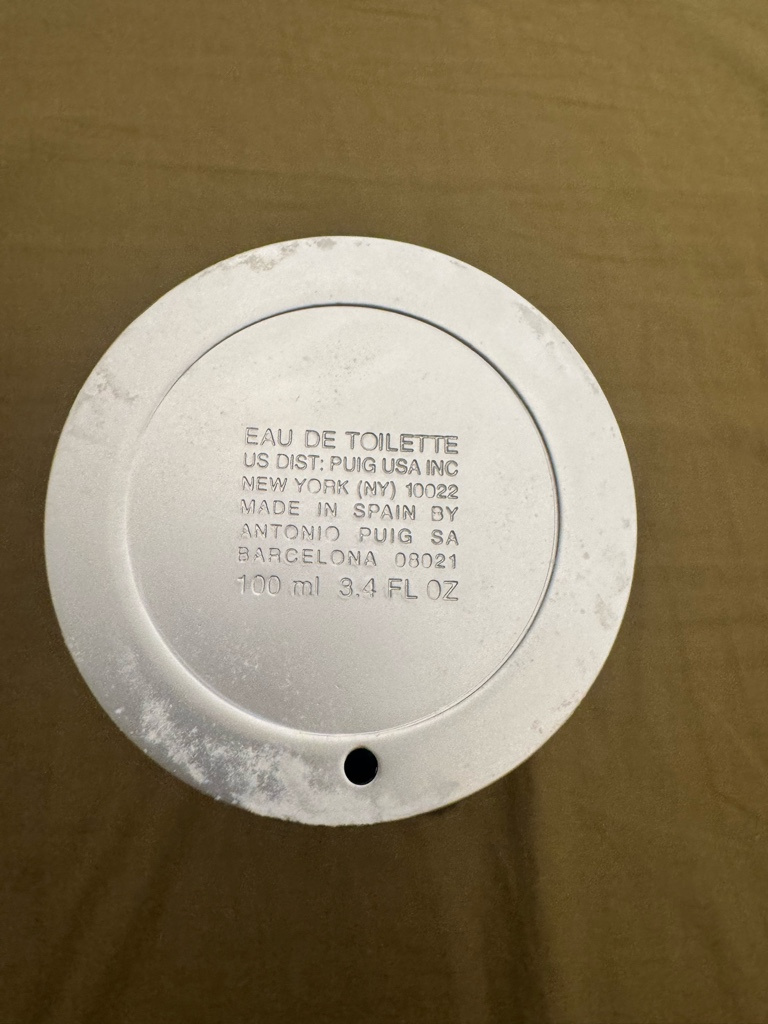 EAU DE TOILETTE
US DIST: PUIG USA INC
NEW YORK (NY) 10022
MADE IN SPAIN BY
ANTONIO PUIG SA
BARCELONA 08021
100 ml 3.4 FL OZ